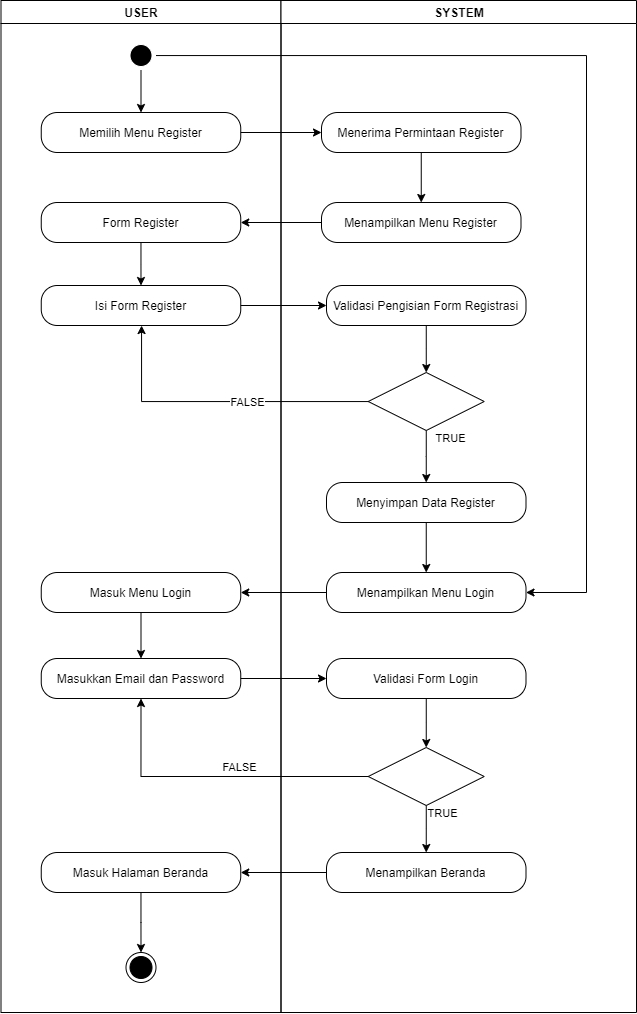 USER
SYSTEM
Memilih Menu Register
Menerima Permintaan Register
Form Register
Menampilkan Menu Register
Isi Form Register
Validasi Pengisian Form Registrasi
FALSE
TRUE
Menyimpan Data Register
Masuk Menu Login
Menampilkan Menu Login
Masukkan Email dan Password
Validasi Form Login
FALSE
TRUE
Masuk Halaman Beranda
Menampilkan Beranda